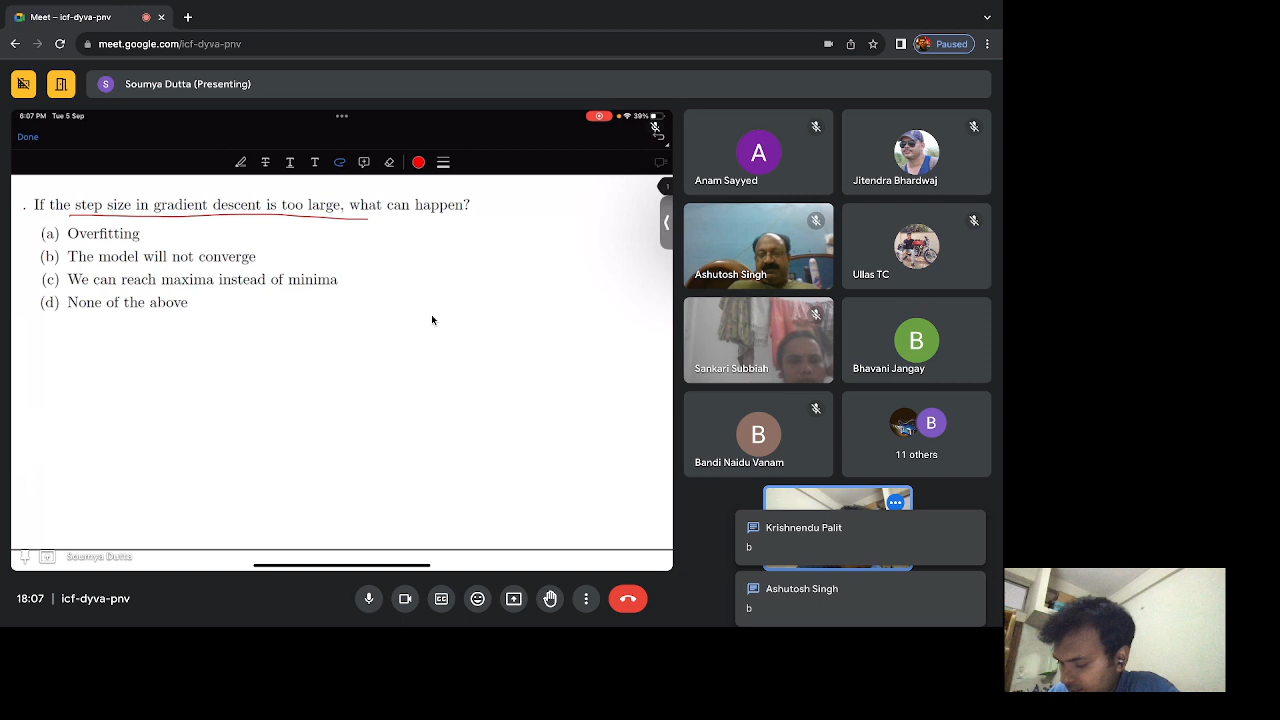 Meet – icf-dyva-pnv
meet.google.com/icf-dyva-pnv
Paused
S
Soumya Dutta (Presenting)
6:07 PM Tue 5 Sep
39%
Done
T
T
T
1
. If the step size in gradient descent is too large, what can happen?
(a) Overfitting
(b) The model will not converge
(c) We can reach maxima instead of minima
(d) None of the above
Soumya Dutta
A
Anam Sayyed
Jitendra Bhardwaj
Ashutosh Singh
Ullas TC
Sankari Subbiah
B
Bhavani Jangay
B
Bandi Naidu Vanam
B
11 others
Krishnendu Palit
b
Ashutosh Singh
b
18:07 | icf-dyva-pnv
CC